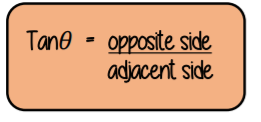 Tanθ = opposite side
adjacent side